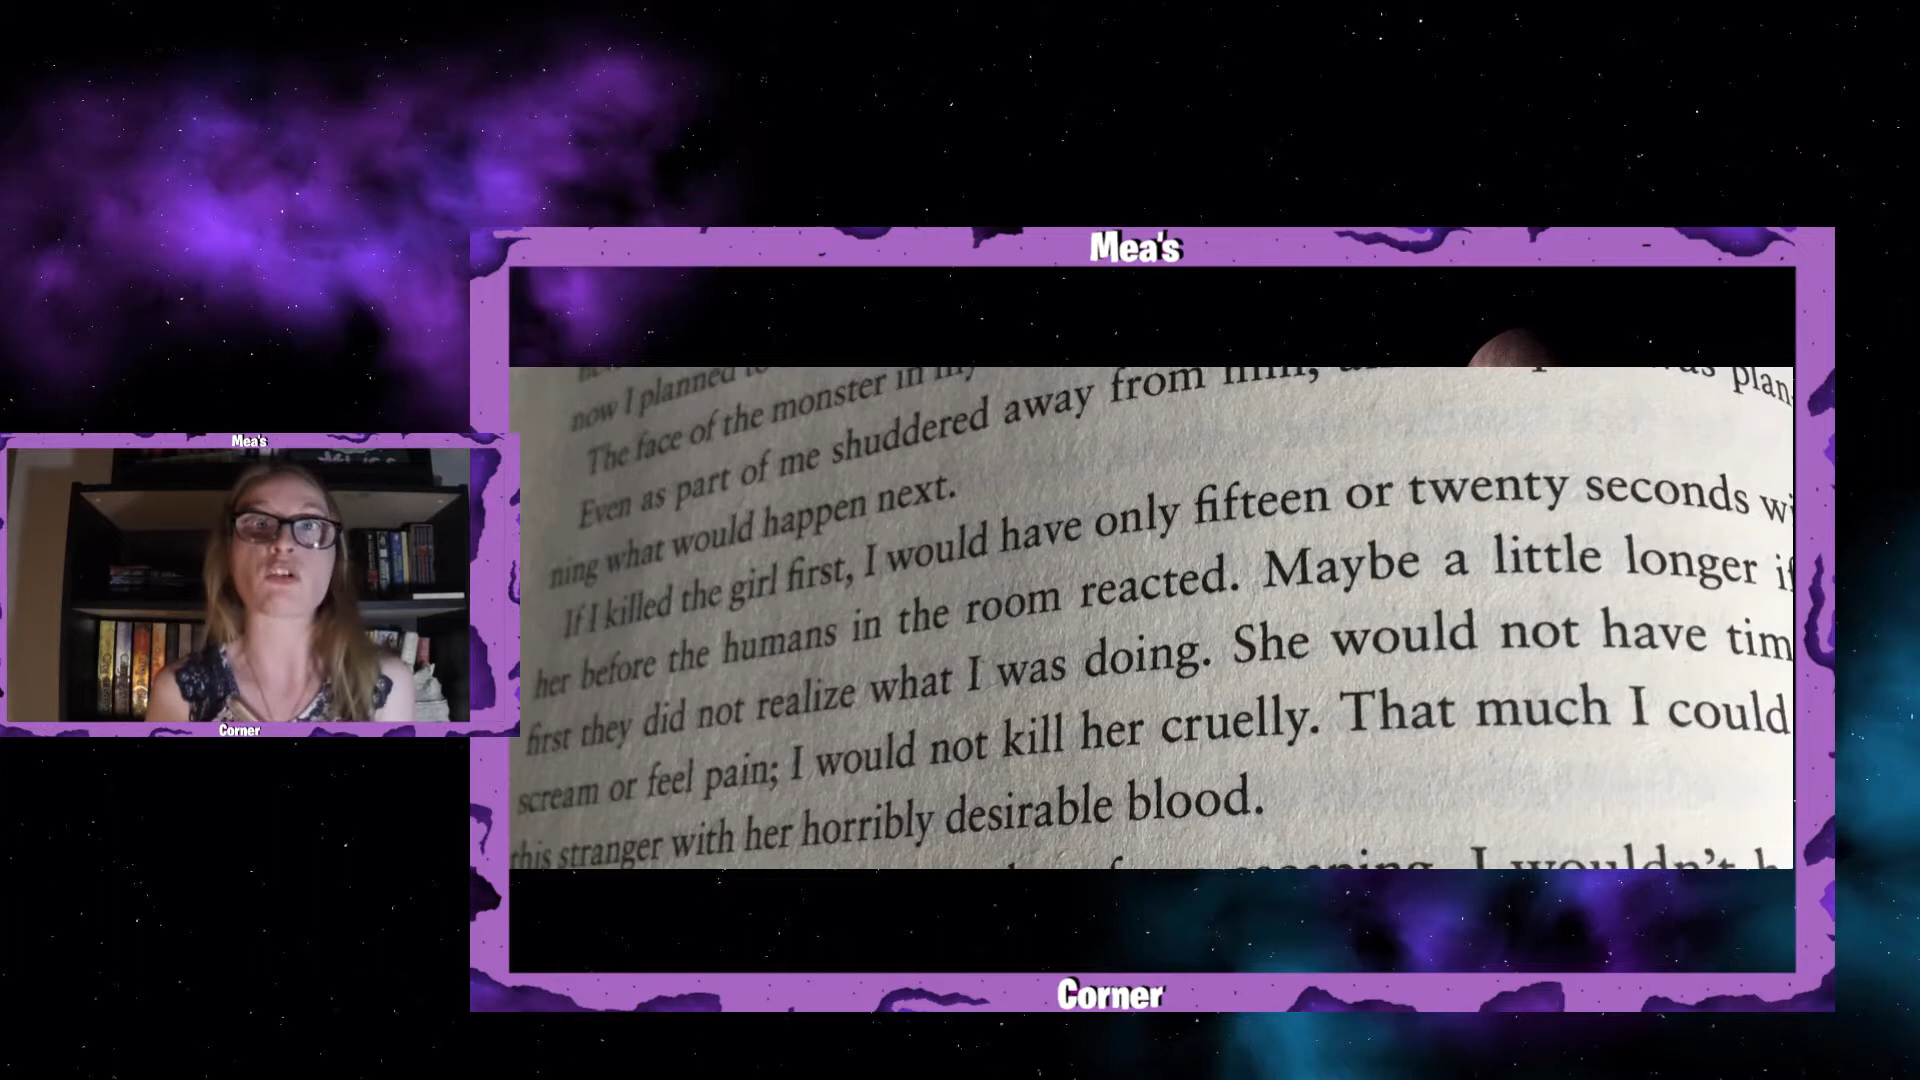 Mea's
now I planned
The face of the monster in
Even as part of me shuddered away from him, plan-
ning what would happen next.
If I killed the girl first, I would have only fifteen or twenty seconds
her before the humans in the room reacted. Maybe a little longer
first they did not realize what I was doing. She would not have
scream or feel pain; I would not kill her cruelly. That much I could
this stranger with her horribly desirable blood.
I wouldn't
Corner
Mea's
Corner